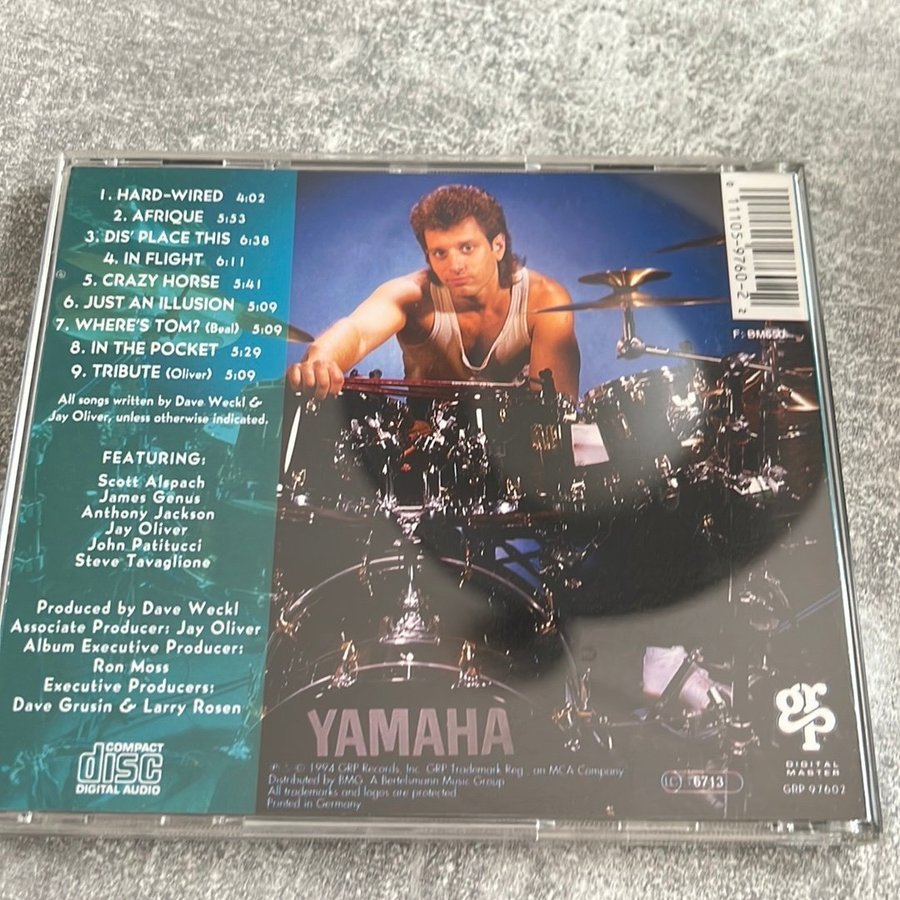 1. HARD-WIRED 4:02
2. AFRIQUE 5:53
3. DIS' PLACE THIS 6:38
4. IN FLIGHT 6:11
5. CRAZY HORSE 5:41
6. JUST AN ILLUSION 5:09
7. WHERE'S TOM? (Beal) 5:09
8. IN THE POCKET 5:29
9. TRIBUTE (Oliver) 5:09
All songs written by Dave Weckl &
Jay Oliver, unless otherwise indicated.
FEATURING:
Scott Alspach
James Genus
Anthony Jackson
Jay Oliver
John Patitucci
Steve Tavaglione
Produced by Dave Weckl
Associate Producer: Jay Oliver
Album Executive Producer:
Ron Moss
Executive Producers:
Dave Grusin & Larry Rosen
COMPACT
disc
DIGITAL AUDIO
YAMAHA
℗ & © 1994 GRP Records, Inc. GRP Trademark Reg., an MCA Company
Distributed by BMG. A Bertelsmann Music Group
All trademarks and logos are protected
Printed in Germany
LC 6713
0 11105-9760-2 2
F: BM650
grp
DIGITAL
MASTER
GRP 97602